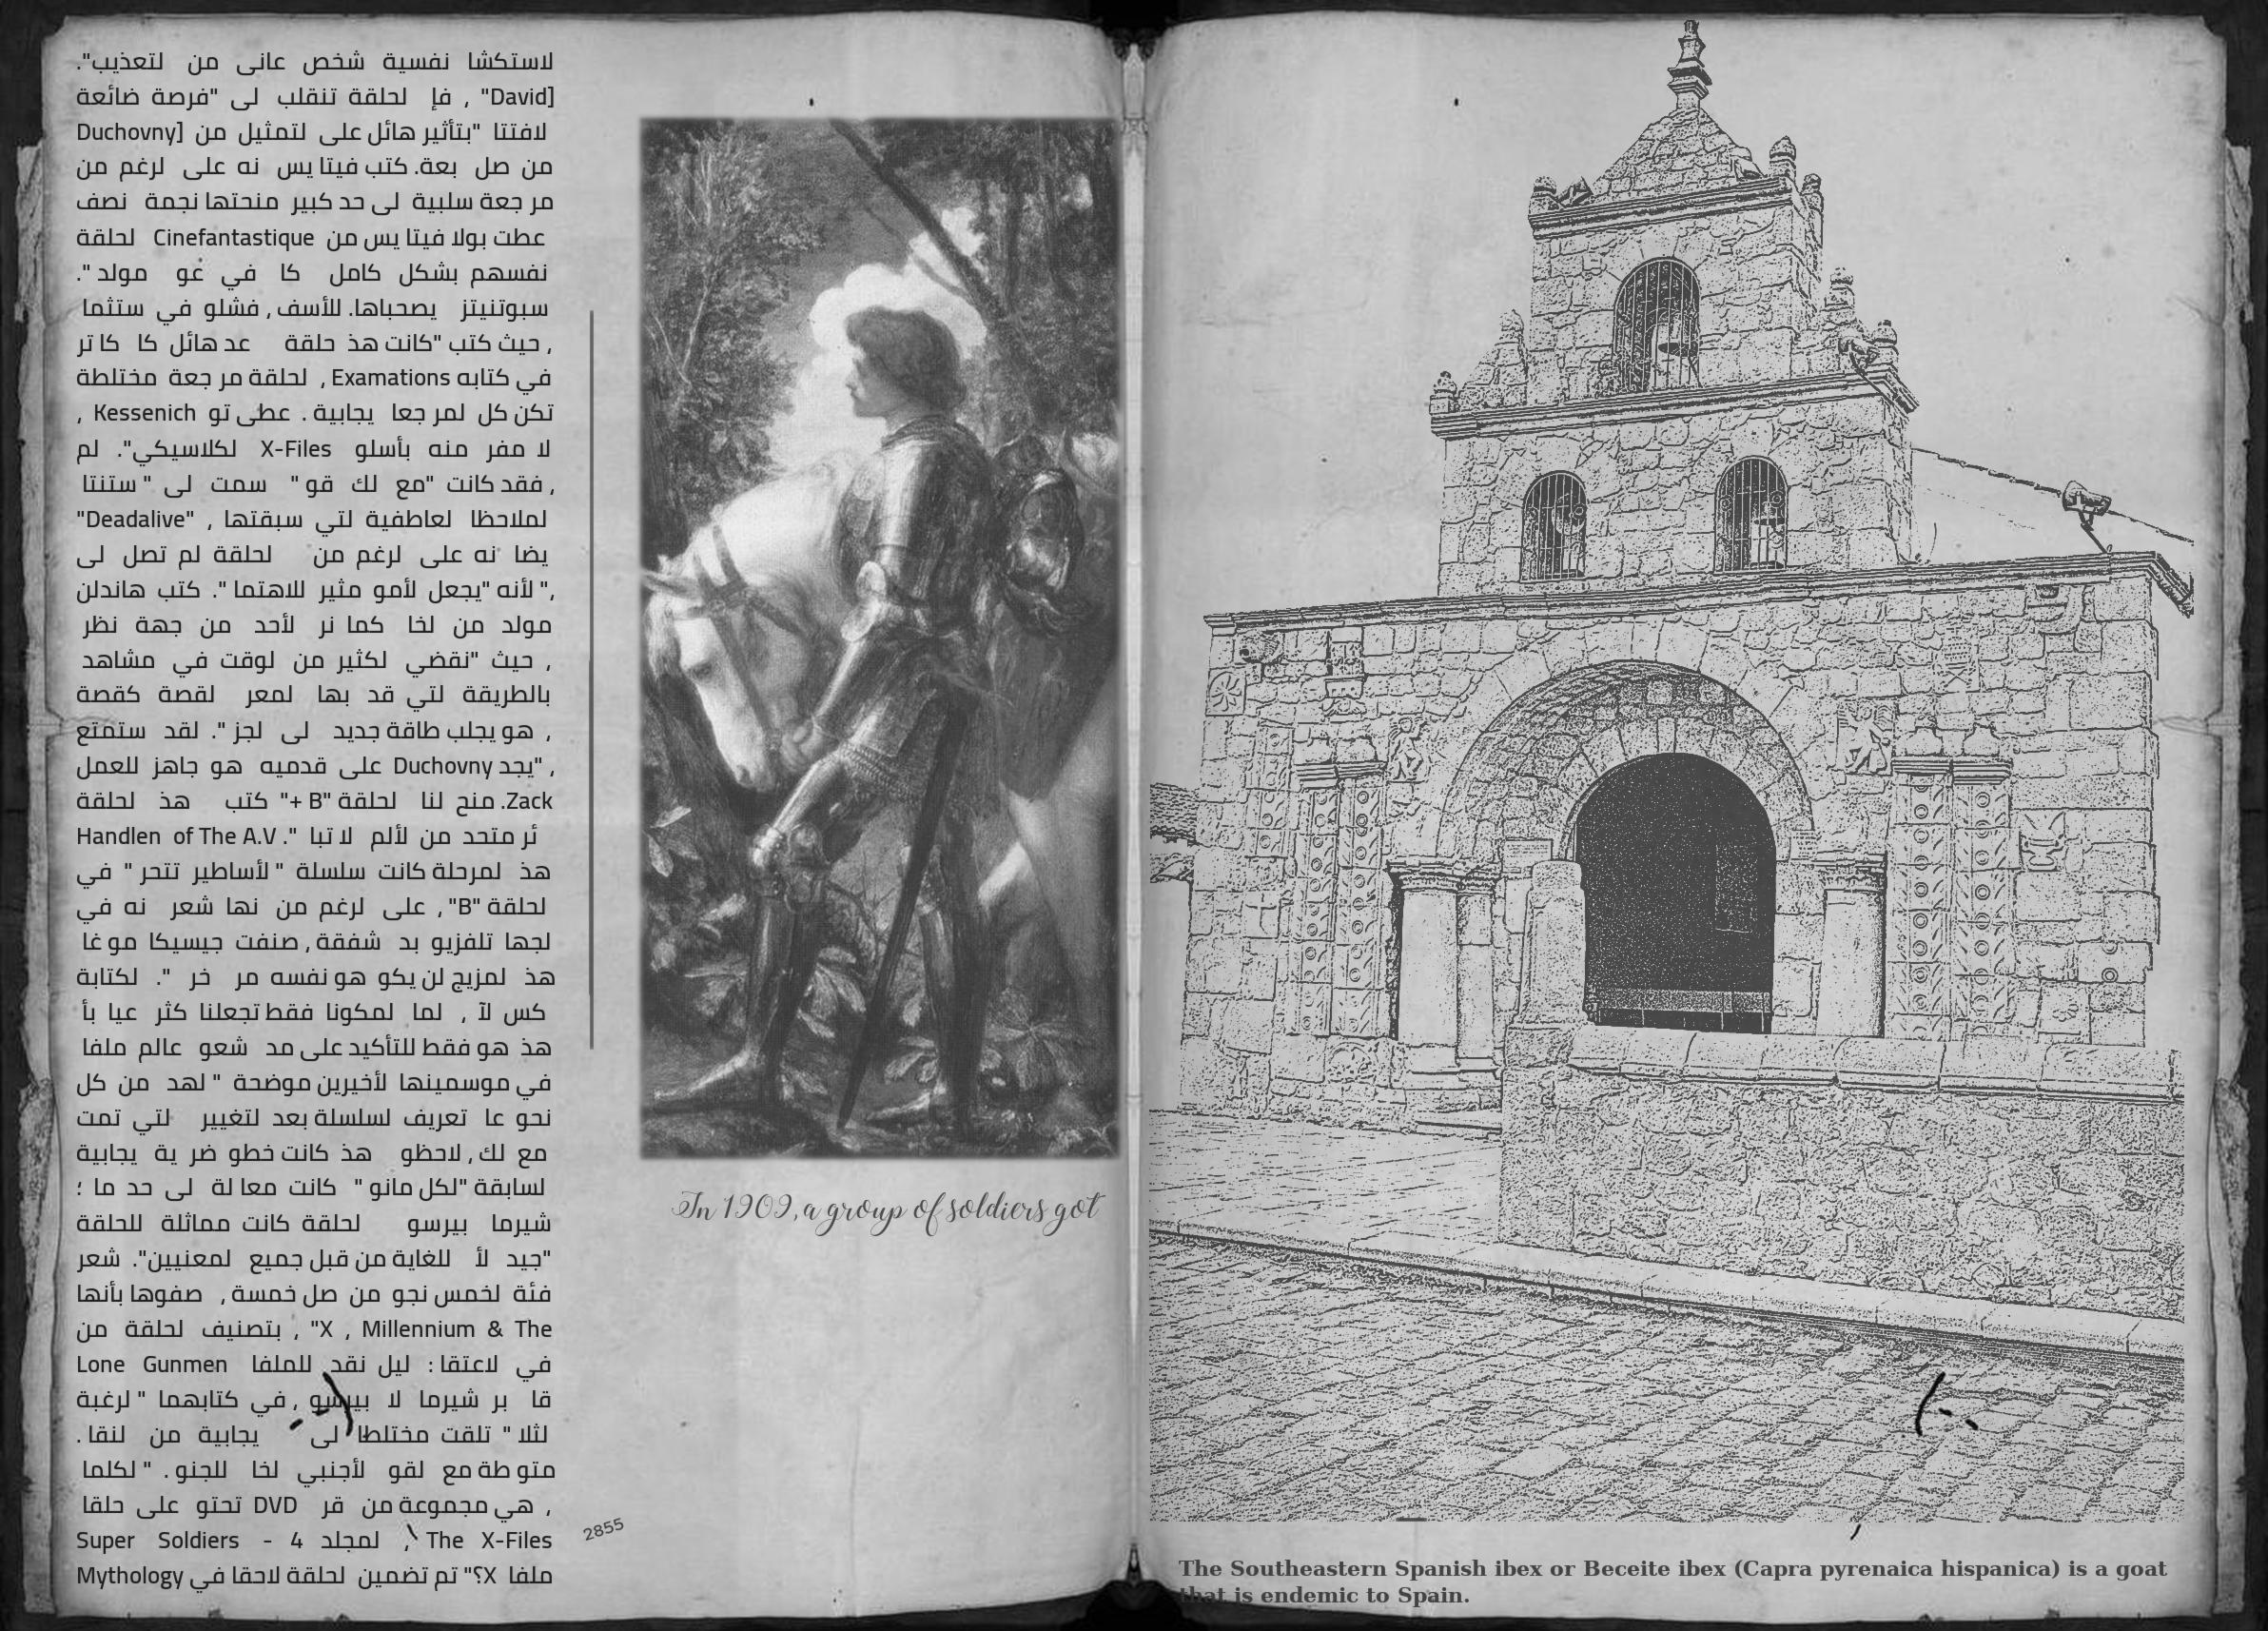 لاستكشا نفسية شخص عانى من لتعذيب".
[David" ، فإ لحلقة تنقلب لى "فرصة ضائعة
لافتتا "بتأثير هائل على لتمثيل من [Duchovny
من صل بعة. كتب فيتا يس نه على لرغم من
مر جعة سلبية لى حد كبير منحتها نجمة نصف
عطت بولا فيتا يس من Cinefantastique لحلقة
نفسهم بشكل كامل كا في عو مولد ".
سبوتنيتز يصحباها. للأسف ، فشلو في ستثما
، حيث كتب "كانت هذ حلقة عد هائل كا كا تر
في كتابه Examations ، لحلقة مر جعة مختلطة
تكن كل لمر جعا يجابية . عطى تو Kessenich ،
لا مفر منه بأسلو X-Files لكلاسيكي". لم
، فقد كانت "مع لك قو " سمت لى " ستنتا
لملاحظا لعاطفية لتي سبقتها ، "Deadalive"
يضا نه على لرغم من لحلقة لم تصل لى
،" لأنه "يجعل لأمو مثير للاهتما ". كتب هاندلن
مولد من لخا كما نر لأحد من جهة نظر
، حيث "نقضي لكثير من لوقت في مشاهد
بالطريقة لتي قد بها لمعر لقصة كقصة
، هو يجلب طاقة جديد لى لجز ". لقد ستمتع
، "يجد Duchovny على قدميه هو جاهز للعمل
Zack. منح لنا لحلقة "B +" كتب هذ لحلقة
ئر متحد من لألم لا تبا ". Handlen of The A.V
هذ لمرحلة كانت سلسلة " لأساطير تتحر " في
لحلقة "B" ، على لرغم من نها شعر نه في
لجها تلفزيو بد شفقة ، صنفت جيسيكا مو غا
هذ لمزيج لن يكو هو نفسه مر خر ". لكتابة
كس لآ ، لما لمكونا فقط تجعلنا كثر عيا بأ
هذ هو فقط للتأكيد على مد شعو عالم ملفا
في موسمينها لأخيرين موضحة " لهد من كل
نحو عا تعريف لسلسلة بعد لتغيير لتي تمت
مع لك ، لاحظو هذ كانت خطو ضر ية يجابية
لسابقة "لكل مانو " كانت معا لة لى حد ما ؛
شيرما بيرسو لحلقة كانت مماثلة للحلقة
"جيد لأ للغاية من قبل جميع لمعنيين". شعر
فئة لخمس نجو من صل خمسة ، صفوها بأنها
X ، Millennium & The" ، بتصنيف لحلقة من
في لاعتقا : ليل نقد للملفا Lone Gunmen
قا بر شيرما لا بيرسو ، في كتابهما " لرغبة
لثلا " تلقت مختلطا لى يجابية من لنقا .
متو طة مع لقو لأجنبي لخا للجنو . " لكلما
، هي مجموعة من قر DVD تحتو على حلقا
The X-Files ، لمجلد 4 - Super Soldiers
ملفا X؟" تم تضمين لحلقة لاحقا في Mythology
2855
In 1909, a group of soldiers got
The Southeastern Spanish ibex or Beceite ibex (Capra pyrenaica hispanica) is a goat
that is endemic to Spain.